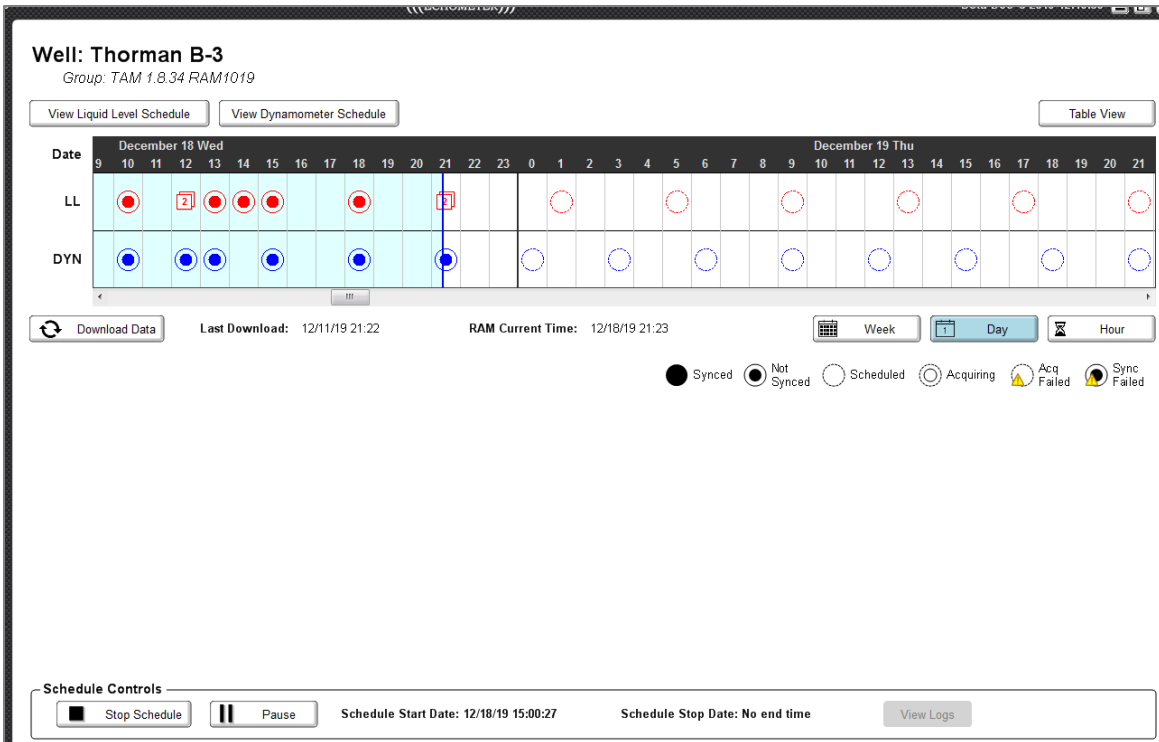 (((ECHOMETER)))
Well: Thorman B-3
Group: TAM 1.8.34 RAM1019
View Liquid Level Schedule View Dynamometer Schedule Table View
Date December 18 Wed December 19 Thu
9 10 11 12 13 14 15 16 17 18 19 20 21 22 23 0 1 2 3 4 5 6 7 8 9 10 11 12 13 14 15 16 17 18 19 20 21
LL 2 2
DYN
Download Data Last Download: 12/11/19 21:22 RAM Current Time: 12/18/19 21:23 Week 1 Day Hour
Synced Not Synced Scheduled Acquiring Acq Failed Sync Failed
Schedule Controls
Stop Schedule Pause Schedule Start Date: 12/18/19 15:00:27 Schedule Stop Date: No end time View Logs